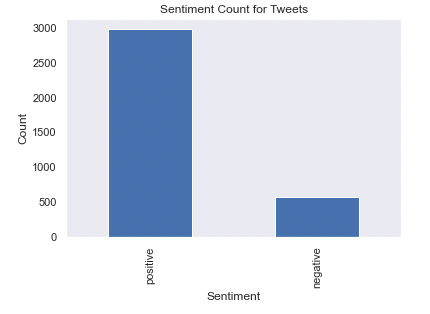 Sentiment Count for Tweets
3000
2500
2000
1500
1000
500
0
Count
positive
negative
Sentiment